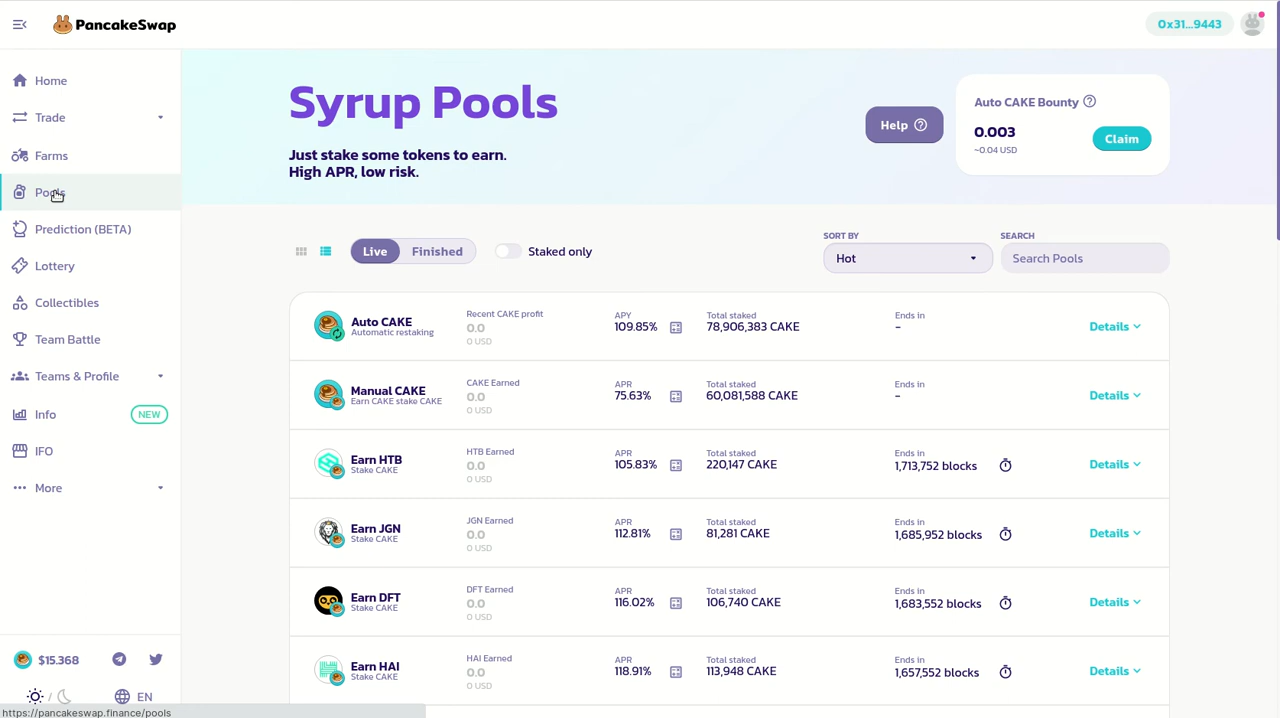 PancakeSwap
0x31...9443
Home
Trade
Farms
Pools
Prediction (BETA)
Lottery
Collectibles
Team Battle
Teams & Profile
Info
NEW
IFO
More
$15.368
EN
https://pancakeswap.finance/pools
Syrup Pools
Just stake some tokens to earn.
High APR, low risk.
Help
Auto CAKE Bounty
0.003
~0.04 USD
Claim
Live
Finished
Staked only
SORT BY
Hot
SEARCH
Search Pools
Auto CAKE
Automatic restaking
Recent CAKE profit
0.0
0 USD
APY
109.85%
Total staked
78,906,383 CAKE
Ends in
-
Details
Manual CAKE
Earn CAKE stake CAKE
CAKE Earned
0.0
0 USD
APR
75.63%
Total staked
60,081,588 CAKE
Ends in
-
Details
Earn HTB
Stake CAKE
HTB Earned
0.0
0 USD
APR
105.83%
Total staked
220,147 CAKE
Ends in
1,713,752 blocks
Details
Earn JGN
Stake CAKE
JGN Earned
0.0
0 USD
APR
112.81%
Total staked
81,281 CAKE
Ends in
1,685,952 blocks
Details
Earn DFT
Stake CAKE
DFT Earned
0.0
0 USD
APR
116.02%
Total staked
106,740 CAKE
Ends in
1,683,552 blocks
Details
Earn HAI
Stake CAKE
HAI Earned
0.0
0 USD
APR
118.91%
Total staked
113,948 CAKE
Ends in
1,657,552 blocks
Details